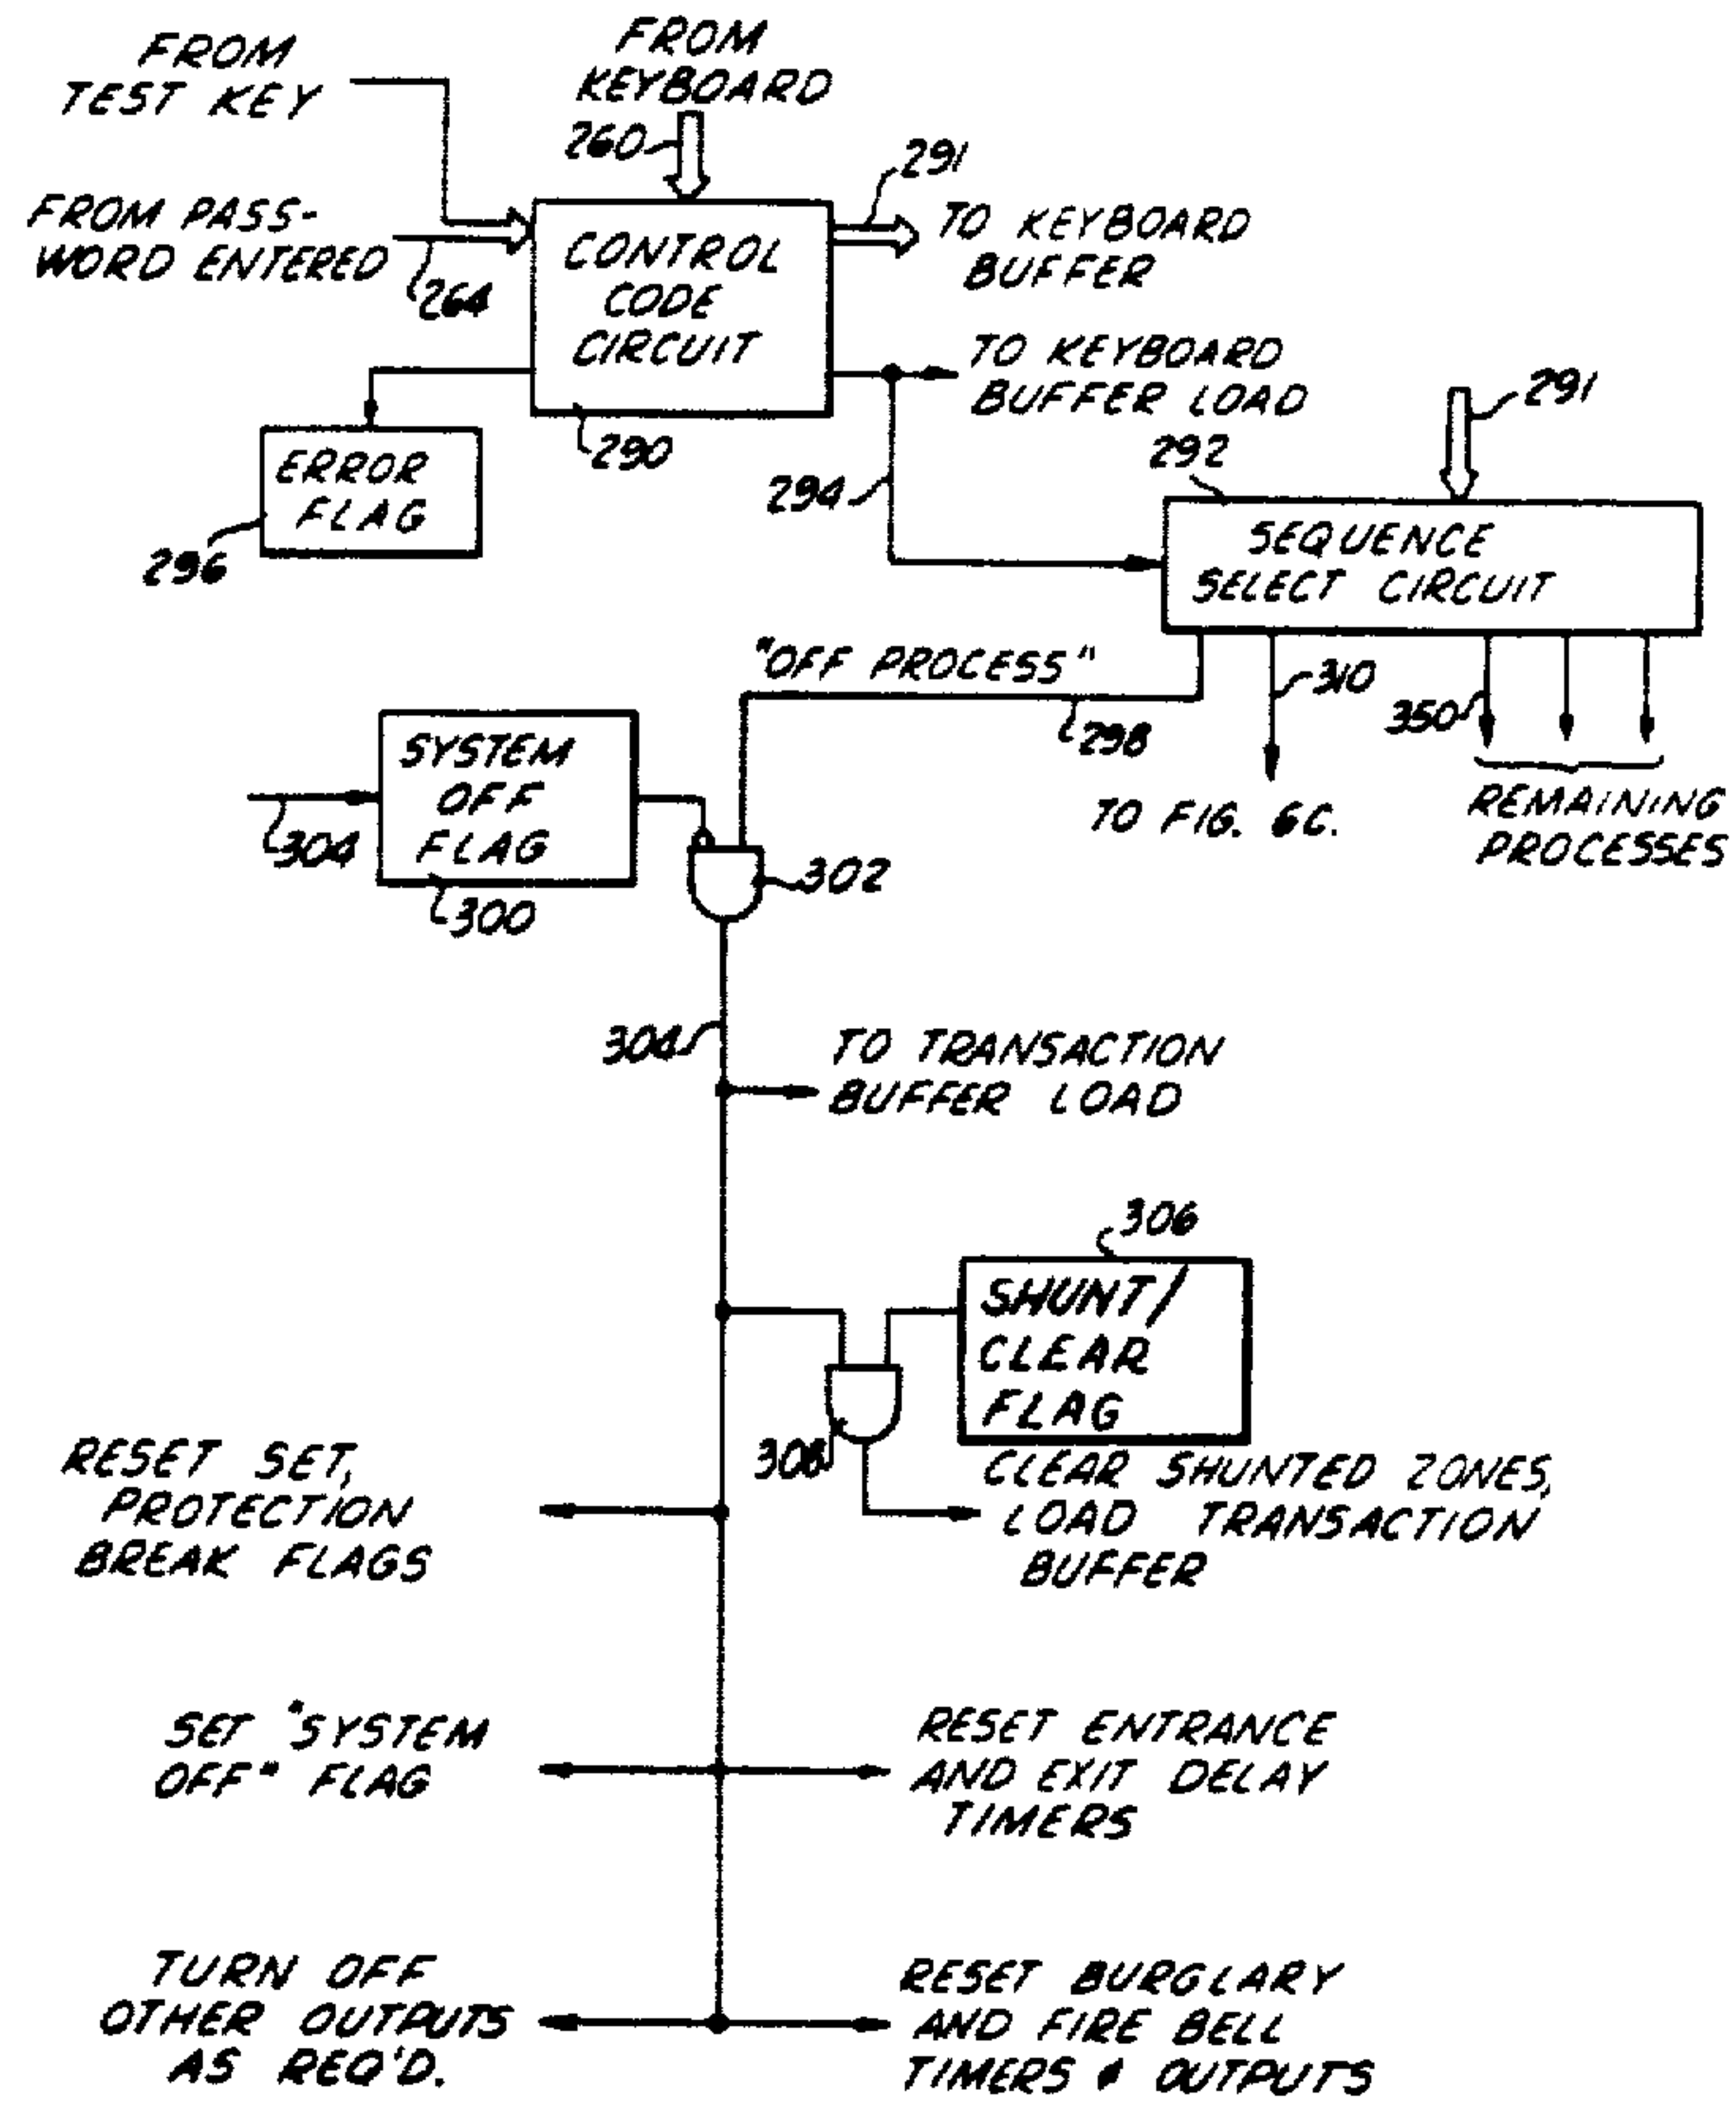 FROM
TEST KEY
FROM
KEYBOARD
260
291
FROM PASS-
WORD ENTERED
264
CONTROL
CODE
CIRCUIT
TO KEYBOARD
BUFFER
TO KEYBOARD
BUFFER LOAD
290
ERROR
FLAG
296
294
292
291
SEQUENCE
SELECT CIRCUIT
"OFF PROCESS"
298
310
350
TO FIG. 6C.
REMAINING
PROCESSES
SYSTEM
OFF
FLAG
304
300
302
304
TO TRANSACTION
BUFFER LOAD
306
SHUNT/
CLEAR
FLAG
308
CLEAR SHUNTED ZONES,
LOAD TRANSACTION
BUFFER
RESET SET,
PROTECTION
BREAK FLAGS
SET "SYSTEM
OFF" FLAG
RESET ENTRANCE
AND EXIT DELAY
TIMERS
TURN OFF
OTHER OUTPUTS
AS REQ'D.
RESET BURGLARY
AND FIRE BELL
TIMERS & OUTPUTS